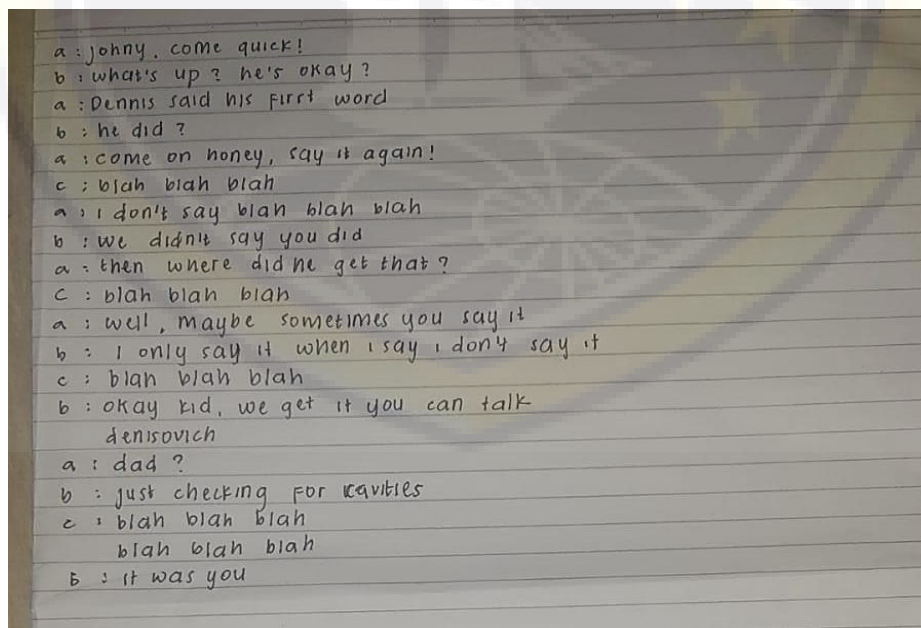 a : johny, come quick!
b : what's up ? he's okay ?
a : Dennis said his first word
b : he did ?
a : come on honey, say it again!
c : blah blah blah
a : I don't say blah blah blah
b : we didn't say you did
a : then where did he get that ?
c : blah blah blah
a : well, maybe sometimes you say it
b : I only say it when i say i don't say it
c : blah blah blah
b : okay kid, we get it you can talk
denisovich
a : dad ?
b : just checking for cavities
c : blah blah blah
blah blah blah
b : it was you